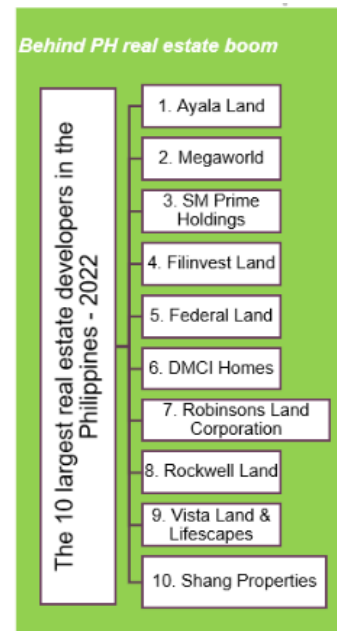 Behind PH real estate boom
The 10 largest real estate developers in the
Philippines - 2022
1. Ayala Land
2. Megaworld
3. SM Prime
Holdings
4. Filinvest Land
5. Federal Land
6. DMCI Homes
7. Robinsons Land
Corporation
8. Rockwell Land
9. Vista Land &
Lifescapes
10. Shang Properties